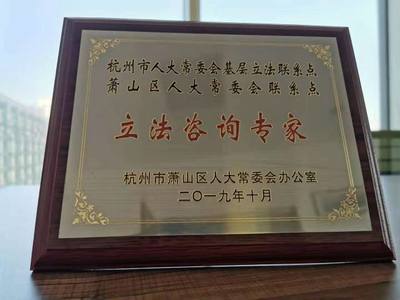 杭州市人大常委会基层立法联系点
萧山区人大常委会联系点
立法咨询专家
杭州市萧山区人大常委会办公室
二〇一九年十月